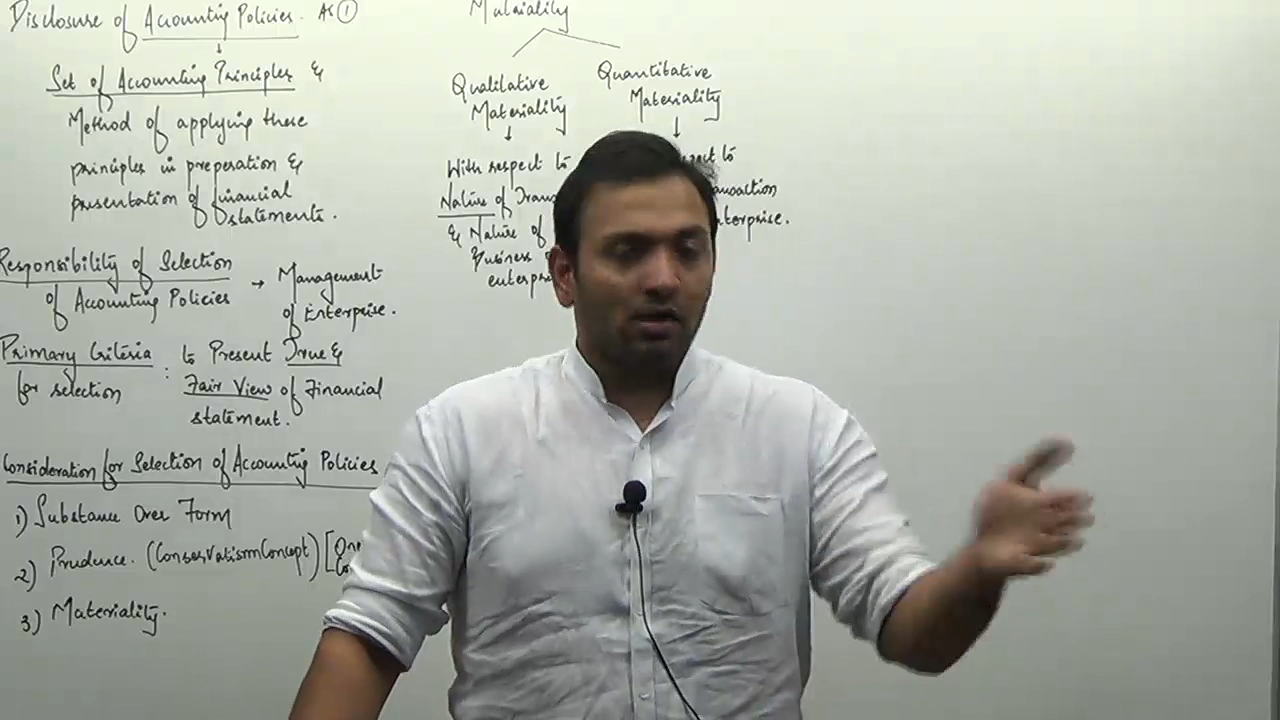 Disclosure of Accounting Policies. AS ①
Set of Accounting Principles &
Method of applying these
principles in preperation &
presentation of financial
statements.
Responsibility of Selection
of Accounting Policies → Management
of Enterprise.
Primary Criteria : to Present True &
for selection Fair View of Financial
statement.
Consideration for Selection of Accounting Policies
1) Substance Over Form
2) Prudence. (Conservatism Concept) [
3) Materiality.
Materiality
Qualitative
Materiality
With respect to
Nature of
& Nature of
Business
Quantitative
Materiality
to